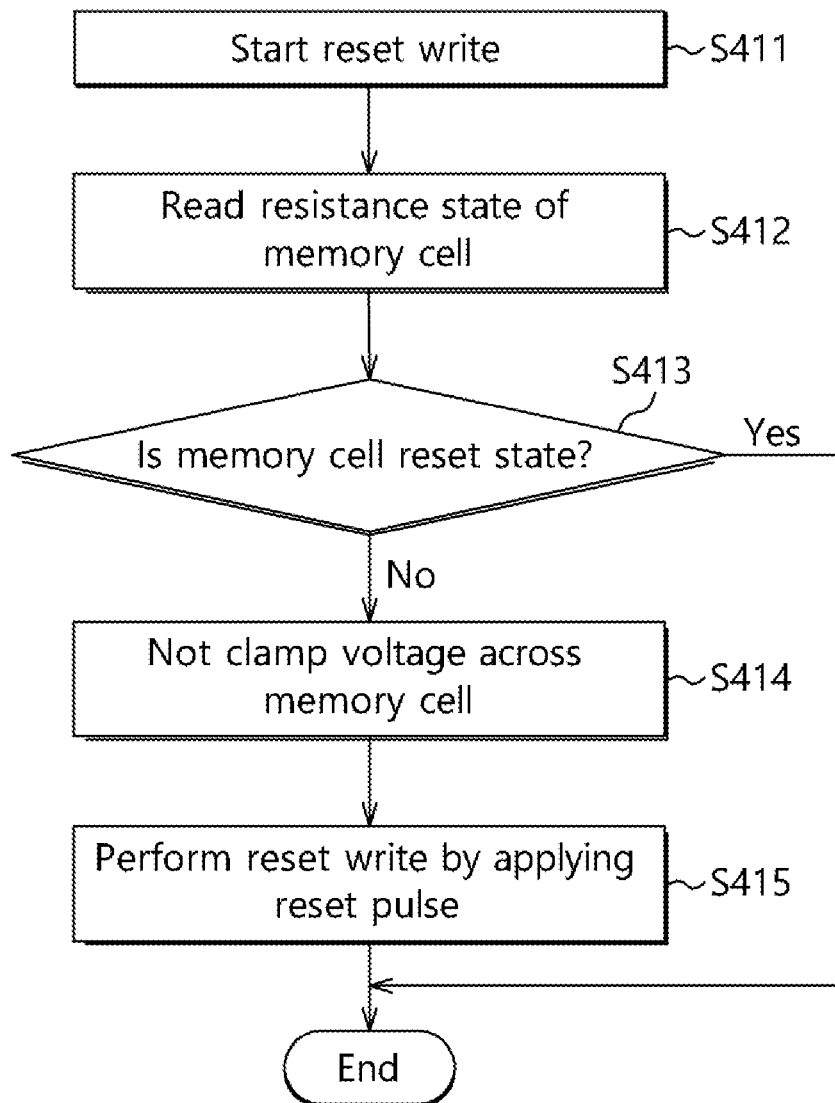 Start reset write
S411
Read resistance state of
memory cell
S412
S413
Is memory cell reset state?
Yes
No
Not clamp voltage across
memory cell
S414
Perform reset write by applying
reset pulse
S415
End